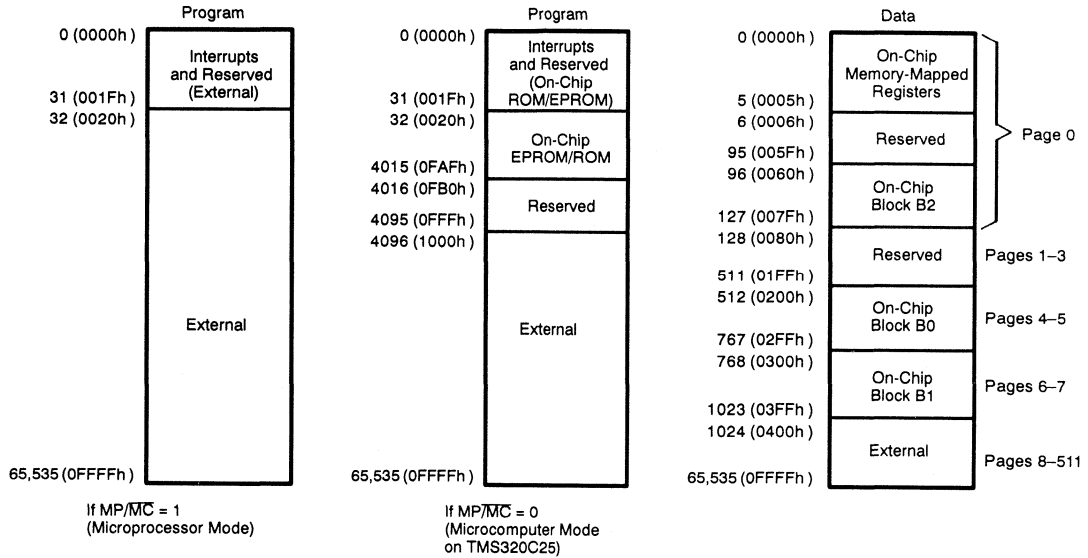 Program
0 (0000h)
Interrupts
and Reserved
(External)
31 (001Fh)
32 (0020h)
External
65,535 (0FFFFh)
If MP/M̅C̅ = 1
(Microprocessor Mode)
Program
0 (0000h)
Interrupts
and Reserved
(On-Chip
ROM/EPROM)
31 (001Fh)
32 (0020h)
On-Chip
EPROM/ROM
4015 (0FAFh)
4016 (0FB0h)
Reserved
4095 (0FFFh)
4096 (1000h)
External
65,535 (0FFFFh)
If MP/M̅C̅ = 0
(Microcomputer Mode
on TMS320C25)
Data
0 (0000h)
On-Chip
Memory-Mapped
Registers
5 (0005h)
6 (0006h)
Reserved
95 (005Fh)
96 (0060h)
On-Chip
Block B2
127 (007Fh)
Page 0
128 (0080h)
Reserved
Pages 1–3
511 (01FFh)
512 (0200h)
On-Chip
Block B0
Pages 4–5
767 (02FFh)
768 (0300h)
On-Chip
Block B1
Pages 6–7
1023 (03FFh)
1024 (0400h)
External
Pages 8–511
65,535 (0FFFFh)